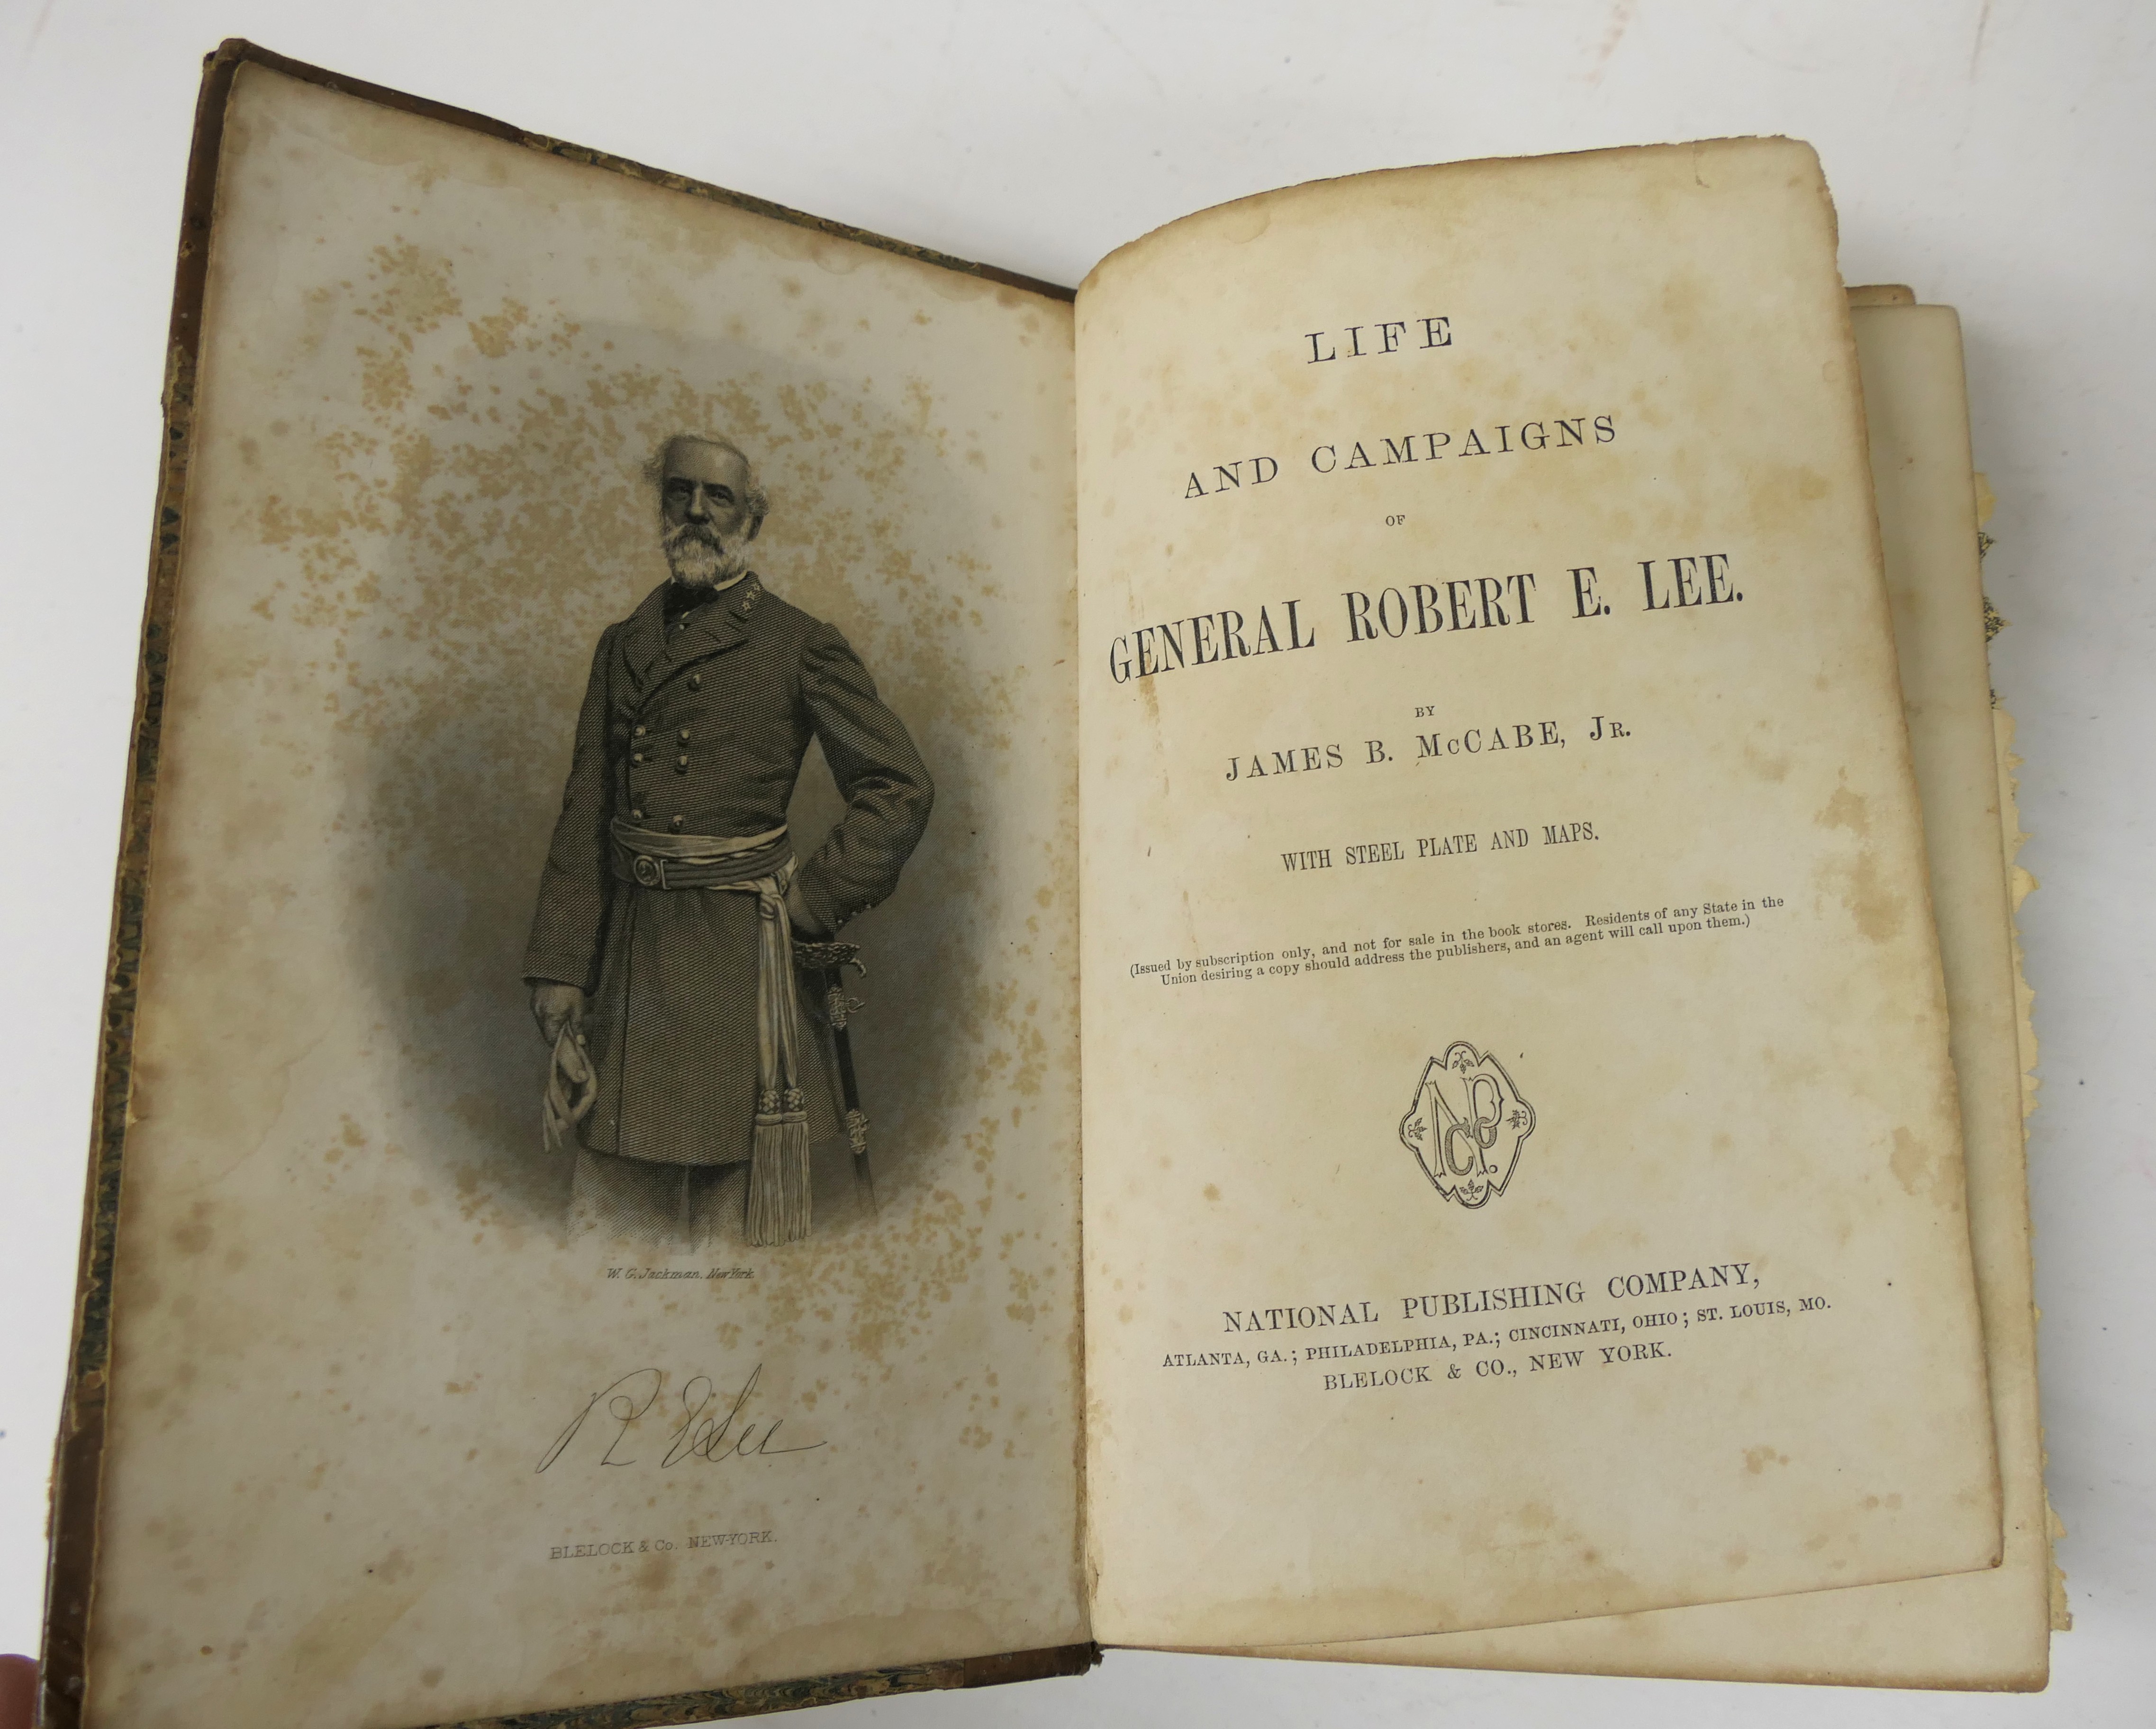 W. G. Jackman. New York.
R E Lee
BLELOCK & Co. NEW-YORK.
LIFE
AND CAMPAIGNS
OF
GENERAL ROBERT E. LEE.
BY
JAMES B. McCABE, JR.
WITH STEEL PLATE AND MAPS.
(Issued by subscription only, and not for sale in the book stores. Residents of any State in the
Union desiring a copy should address the publishers, and an agent will call upon them.)
NPCo.
NATIONAL PUBLISHING COMPANY,
ATLANTA, GA.; PHILADELPHIA, PA.; CINCINNATI, OHIO; ST. LOUIS, MO.
BLELOCK & CO., NEW YORK.